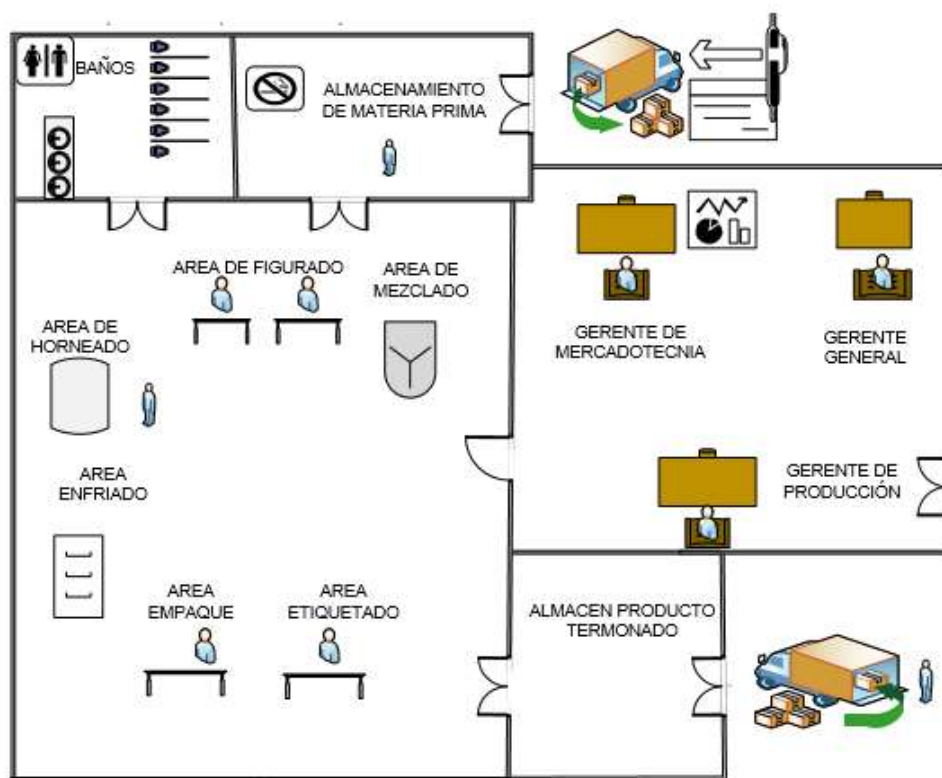 BAÑOS
ALMACENAMIENTO
DE MATERIA PRIMA
AREA DE FIGURADO
AREA DE
MEZCLADO
AREA DE
HORNEADO
GERENTE DE
MERCADOTECNIA
GERENTE
GENERAL
AREA
ENFRIADO
GERENTE DE
PRODUCCIÓN
AREA
EMPAQUE
AREA
ETIQUETADO
ALMACEN PRODUCTO
TERMONADO